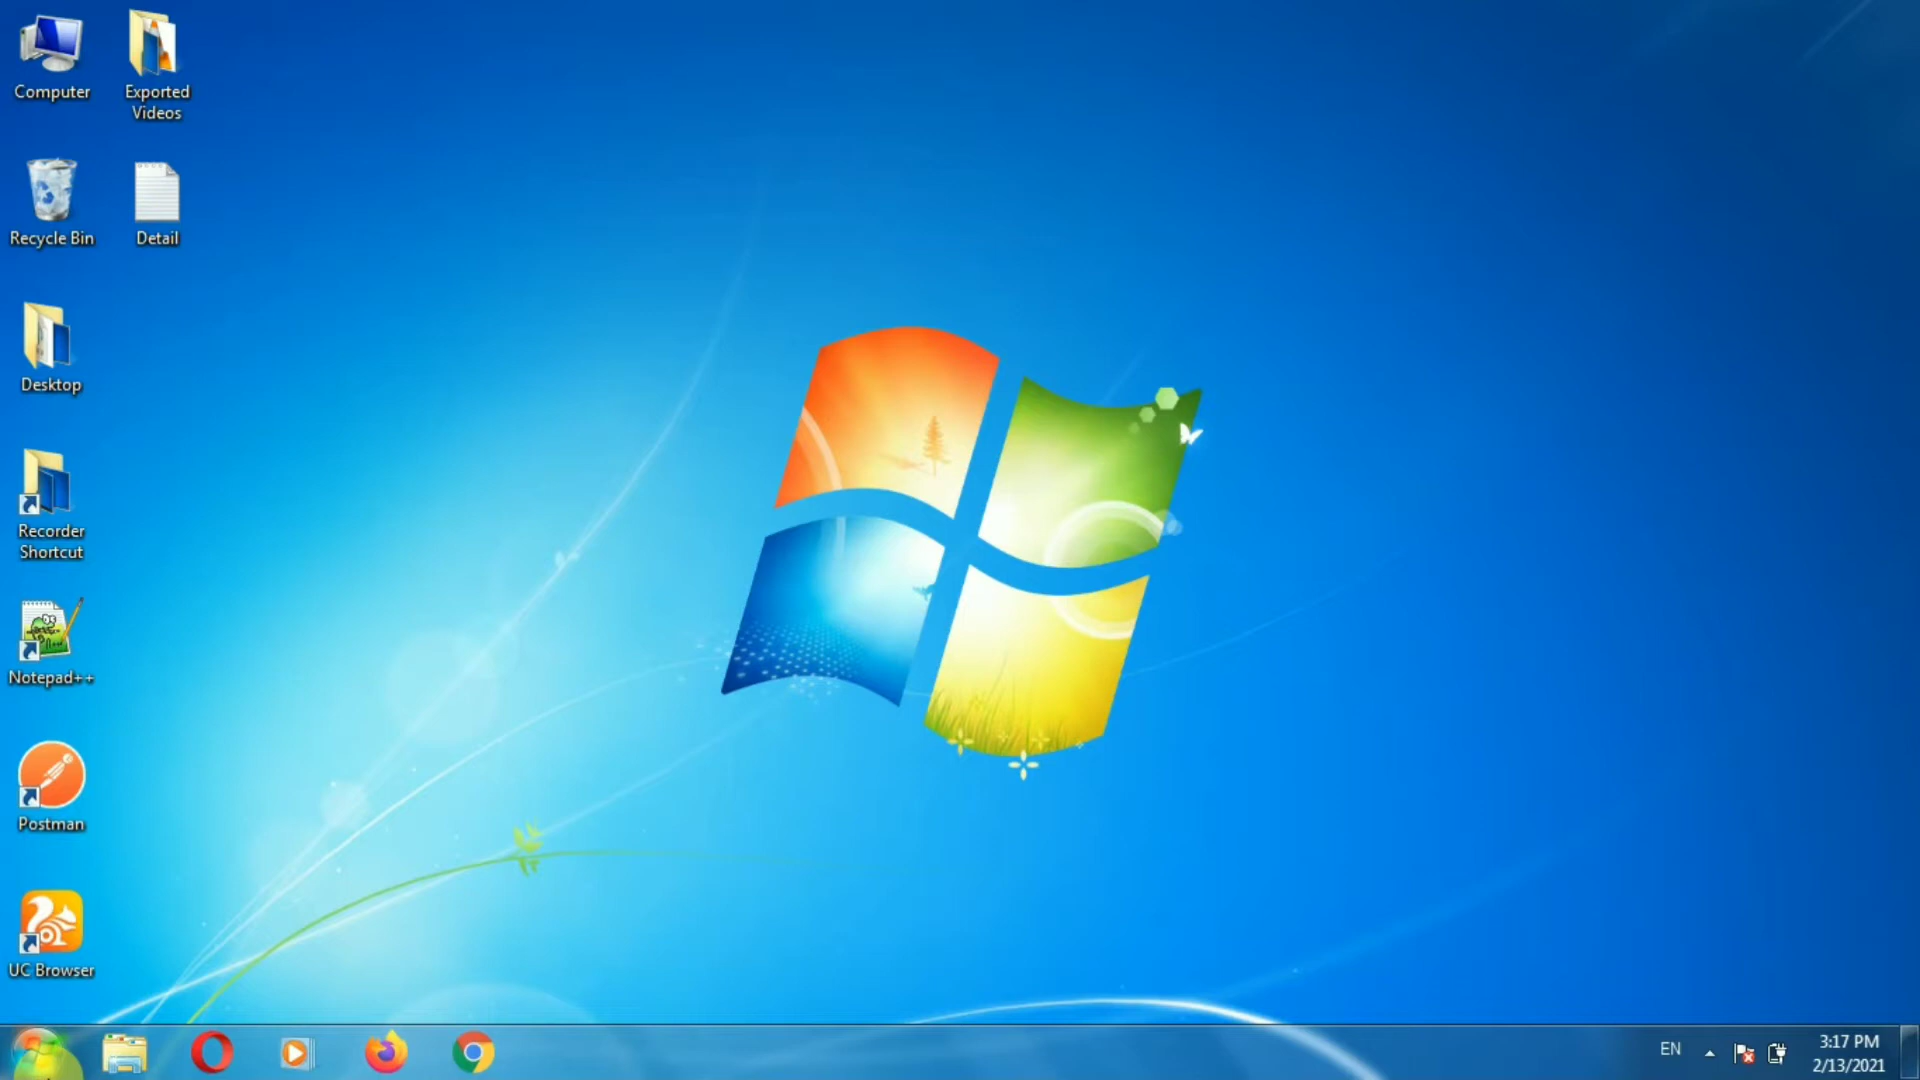 Computer
Exported
Videos
Recycle Bin
Detail
Desktop
Recorder
Shortcut
Notepad++
Postman
UC Browser
EN
3:17 PM
2/13/2021